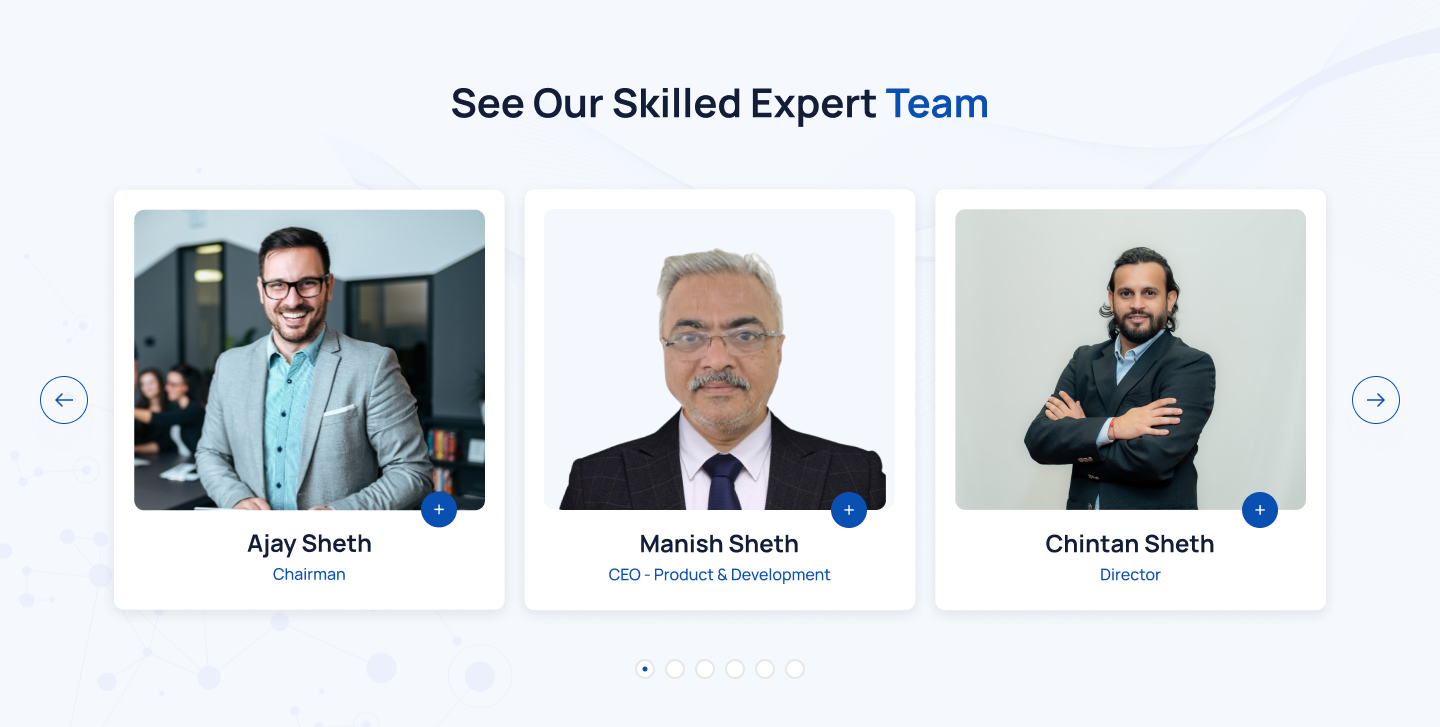 See Our Skilled Expert Team
Ajay Sheth
Chairman
Manish Sheth
CEO - Product & Development
Chintan Sheth
Director